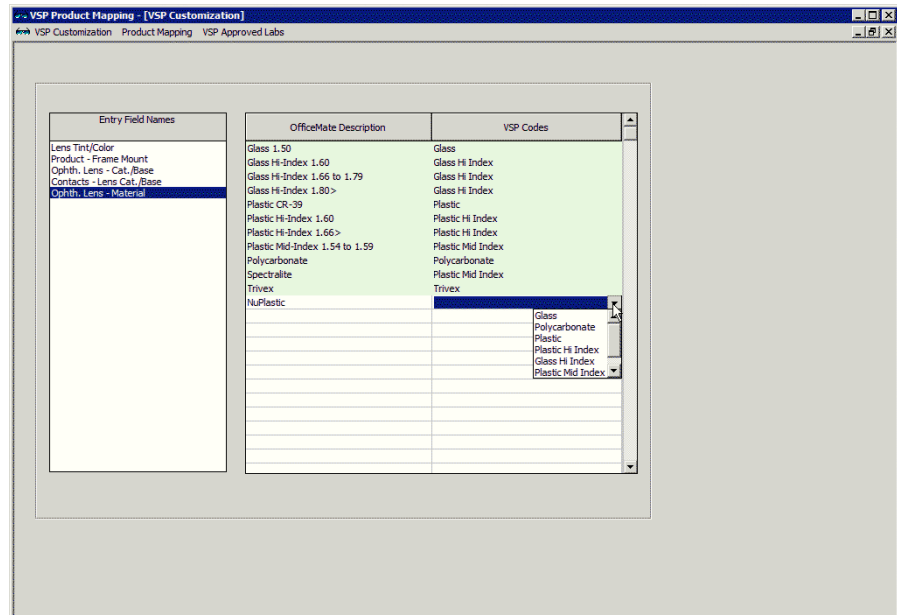 VSP Product Mapping - [VSP Customization]
VSP Customization Product Mapping VSP Approved Labs
Entry Field Names
OfficeMate Description VSP Codes
Lens Tint/Color
Product - Frame Mount
Ophth. Lens - Cat./Base
Contacts - Lens Cat./Base
Ophth. Lens - Material
Glass 1.50 Glass
Glass Hi-Index 1.60 Glass Hi Index
Glass Hi-Index 1.66 to 1.79 Glass Hi Index
Glass Hi-Index 1.80> Glass Hi Index
Plastic CR-39 Plastic
Plastic Hi-Index 1.60 Plastic Hi Index
Plastic Hi-Index 1.66> Plastic Hi Index
Plastic Mid-Index 1.54 to 1.59 Plastic Mid Index
Polycarbonate Polycarbonate
Spectralite Plastic Mid Index
Trivex Trivex
NuPlastic
Glass
Polycarbonate
Plastic
Plastic Hi Index
Glass Hi Index
Plastic Mid Index